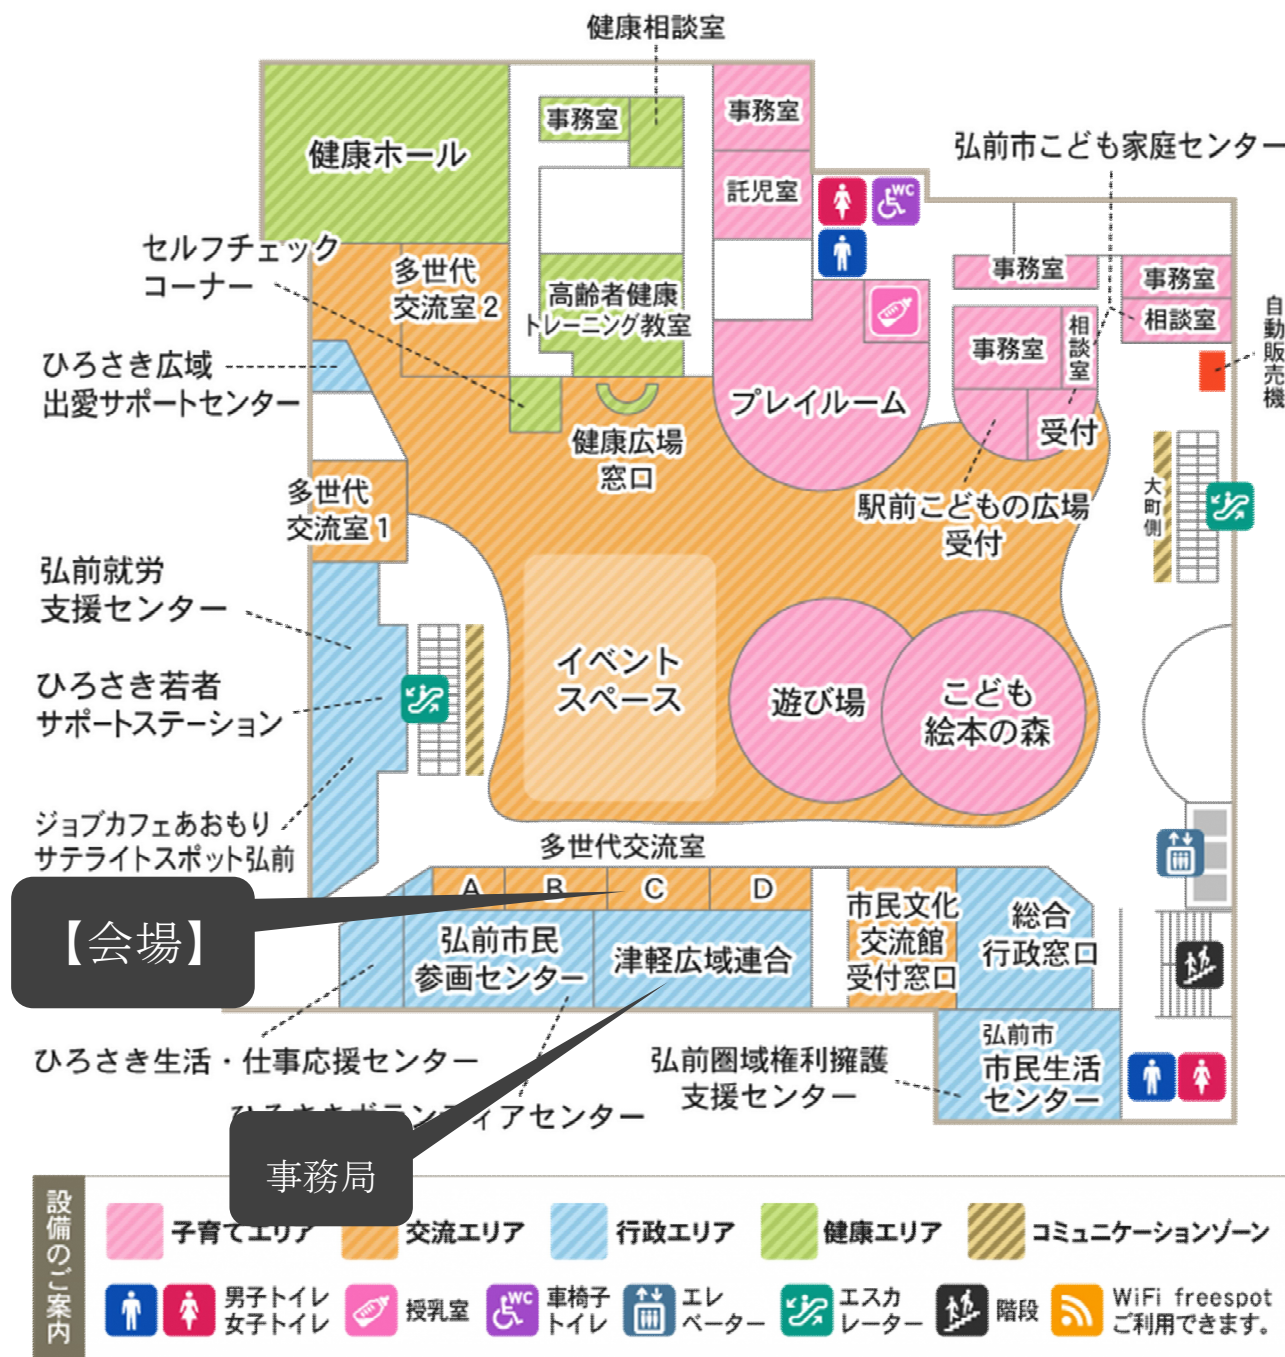 健康相談室
健康ホール
事務室
事務室
託児室
WC
弘前市こども家庭センター
セルフチェック
コーナー
多世代
交流室2
高齢者健康
トレーニング教室
事務室
事務室
相談室
事務室
相談室
自動販売機
ひろさき広域
出愛サポートセンター
プレイルーム
受付
健康広場
窓口
多世代
交流室1
駅前こどもの広場
受付
大町側
弘前就労
支援センター
ひろさき若者
サポートステーション
イベント
スペース
遊び場
こども
絵本の森
ジョブカフェあおもり
サテライトスポット弘前
多世代交流室
A B C D
【会場】
弘前市民
参画センター
津軽広域連合
市民文化
交流館
受付窓口
総合
行政窓口
ひろさき生活・仕事応援センター
弘前圏域権利擁護
支援センター
弘前市
市民生活
センター
ィアセンター
事務局
設備のご案内
子育てエリア 交流エリア 行政エリア 健康エリア コミュニケーションゾーン
男子トイレ
女子トイレ
授乳室
WC
車椅子
トイレ
エレ
ベーター
エスカ
レーター
階段
WiFi freespot
ご利用できます。